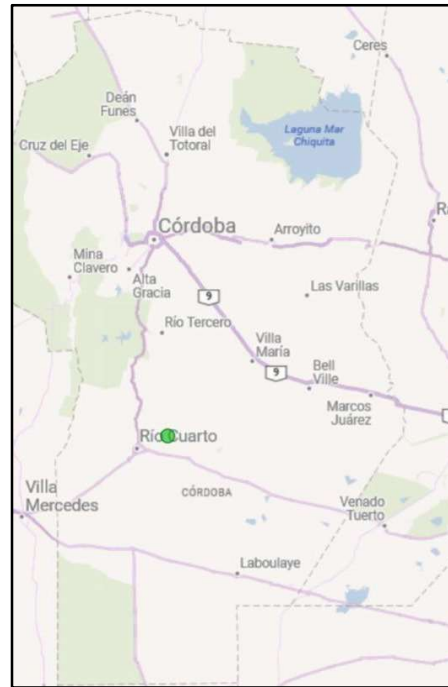 Ceres
Deán
Funes
Laguna Mar
Chiquita
Villa del
Totoral
Cruz del Eje
Córdoba
Arroyito
Mina
Clavero
Alta
Gracia
9
Las Varillas
Río Tercero
Villa
María
9
Bell
Ville
Marcos
Juárez
Río Cuarto
CÓRDOBA
Villa
Mercedes
Venado
Tuerto
Laboulaye